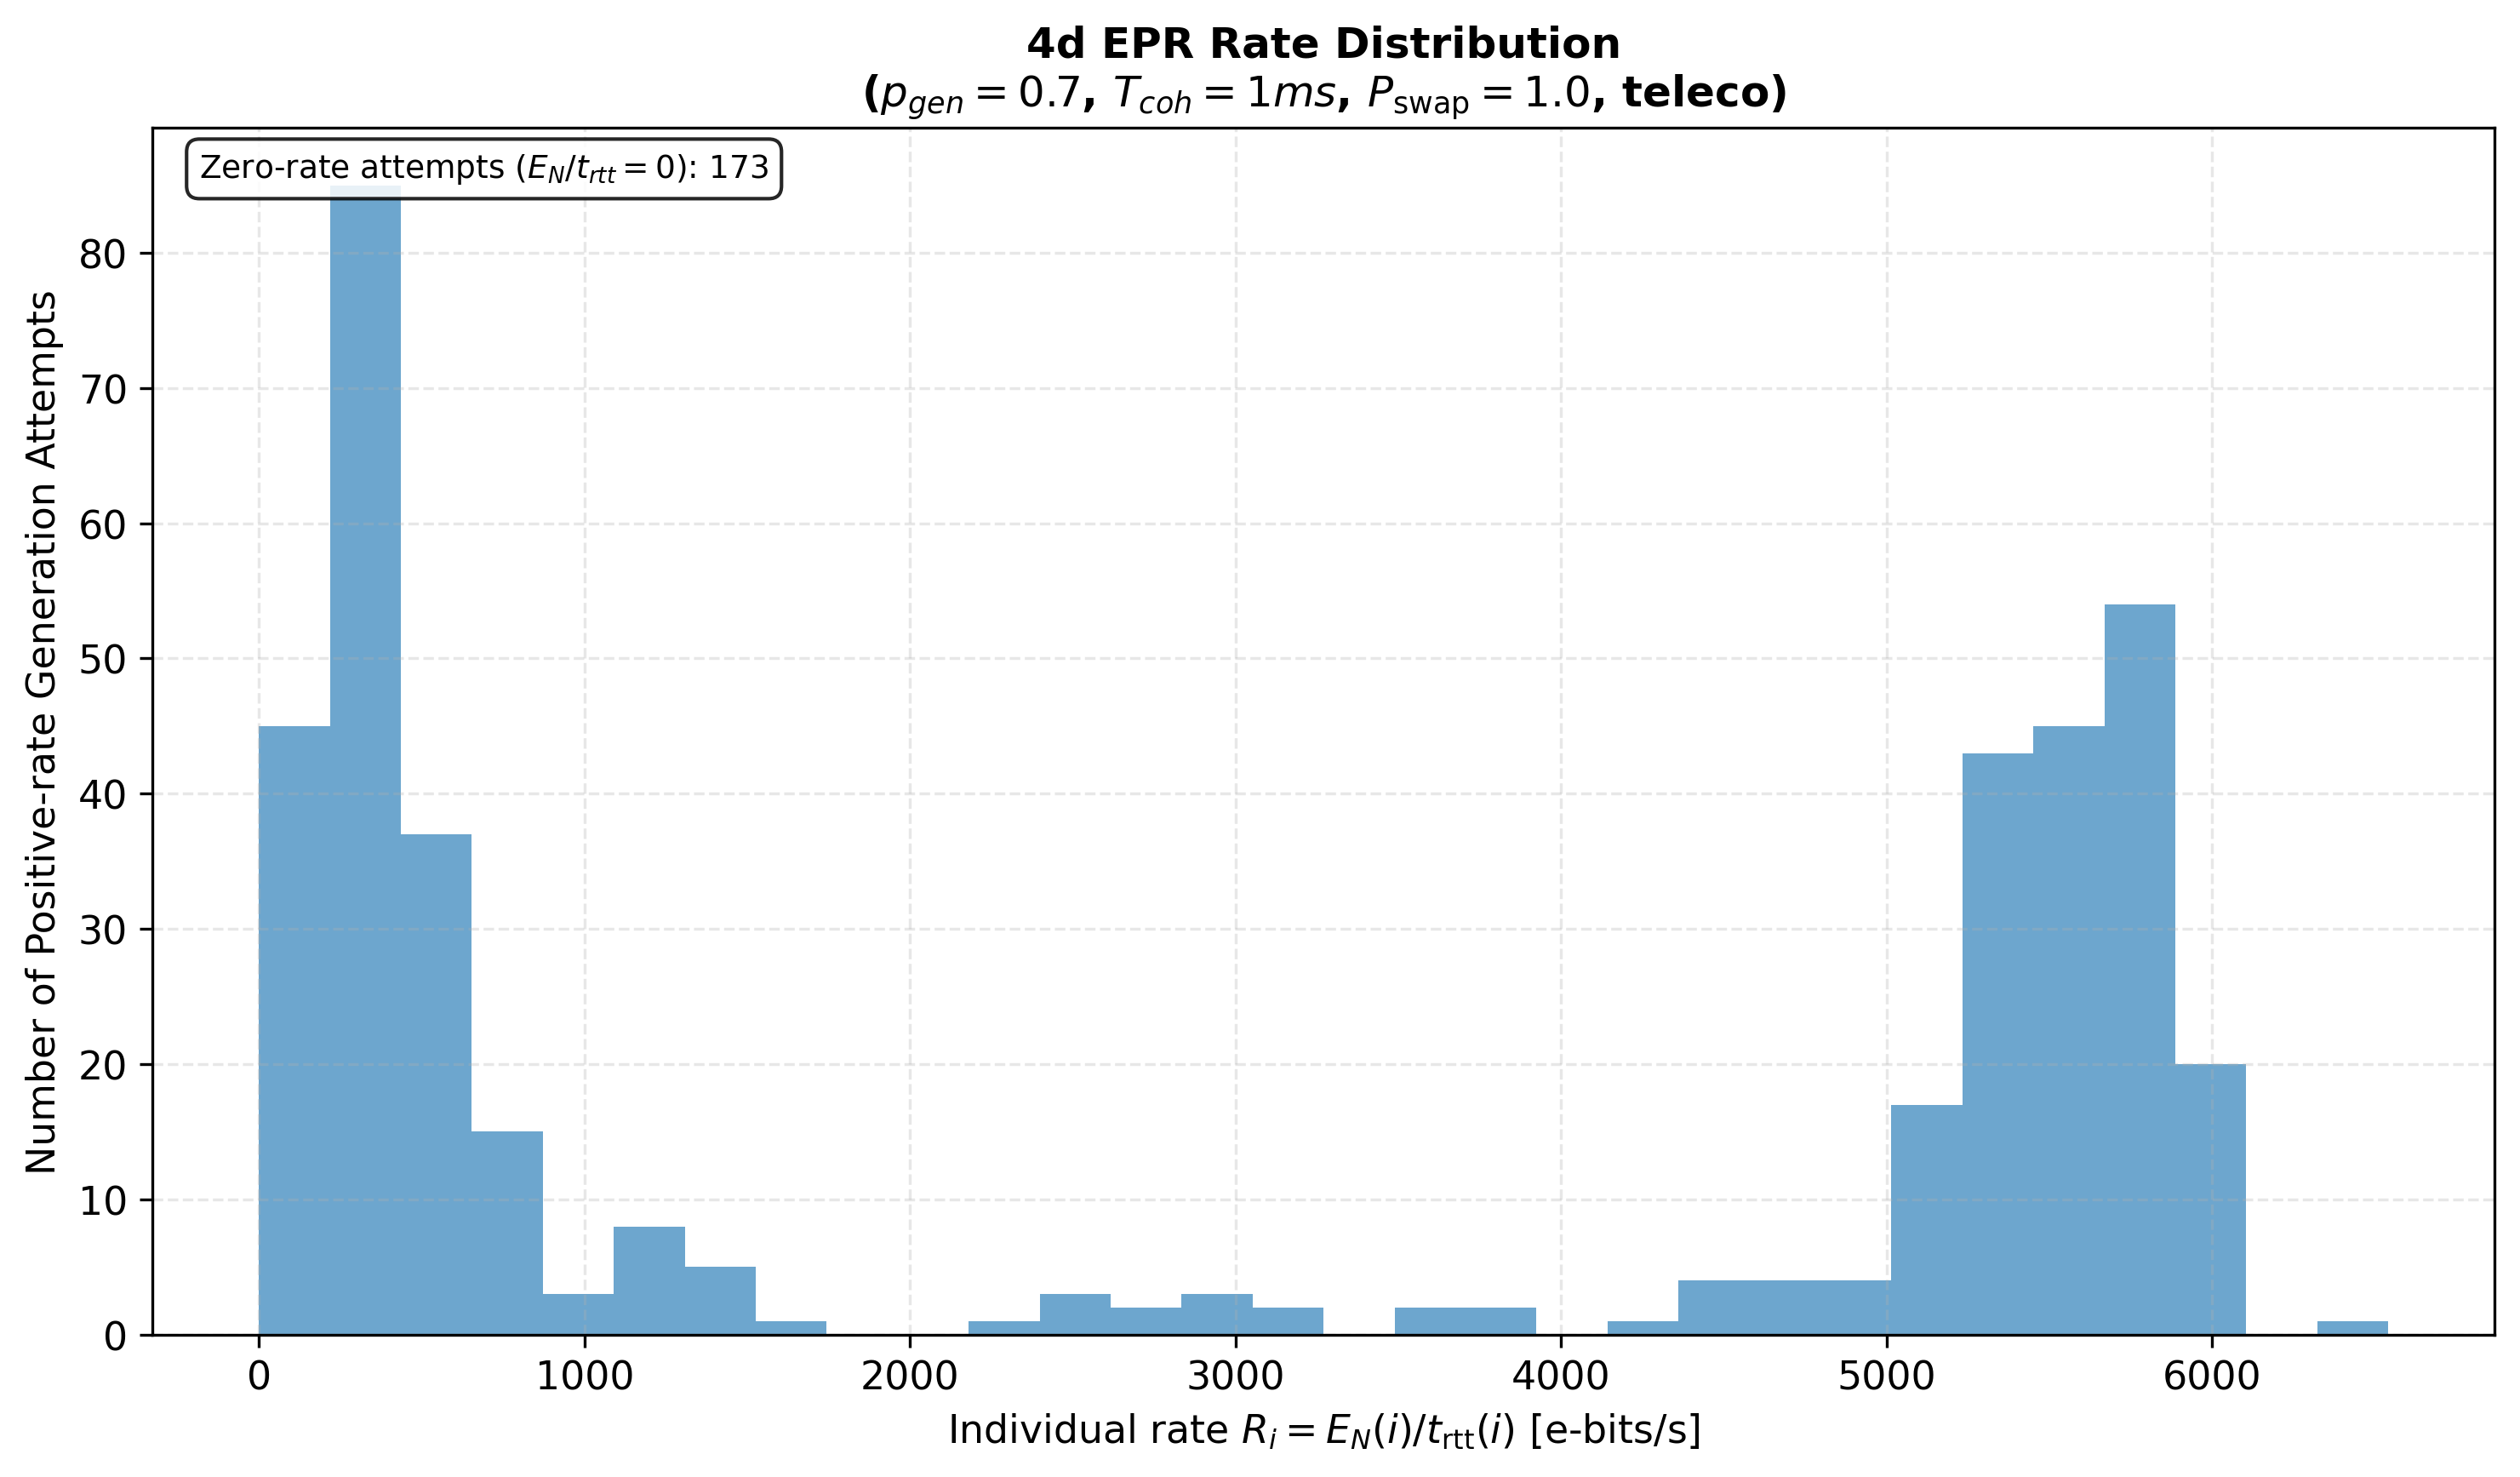 4d EPR Rate Distribution
(p_gen = 0.7, T_coh = 1ms, P_swap = 1.0, teleco)
Zero-rate attempts (E_N/t_rtt = 0): 173
Number of Positive-rate Generation Attempts
80
70
60
50
40
30
20
10
0
0 1000 2000 3000 4000 5000 6000
Individual rate R_i = E_N(i)/t_rtt(i) [e-bits/s]